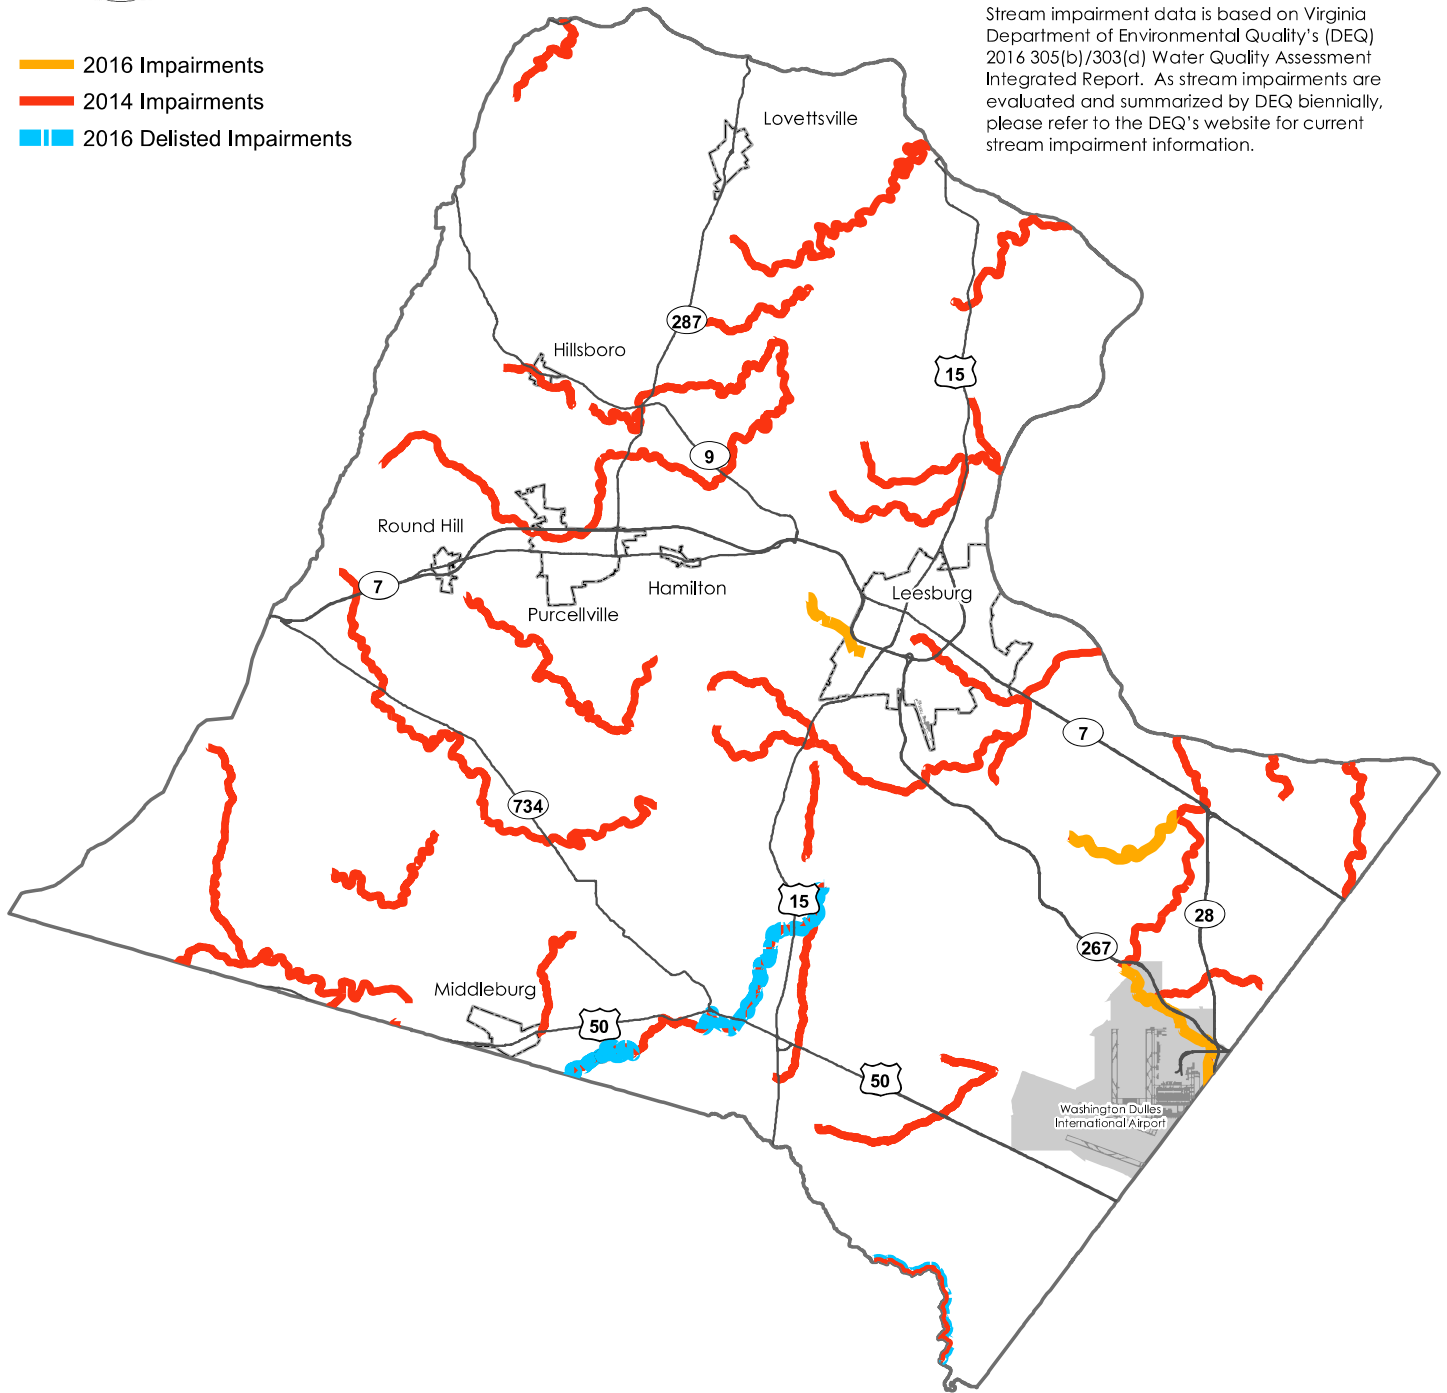 Stream impairment data is based on Virginia
Department of Environmental Quality's (DEQ)
2016 305(b)/303(d) Water Quality Assessment
Integrated Report. As stream impairments are
evaluated and summarized by DEQ biennially,
please refer to the DEQ's website for current
stream impairment information.
2016 Impairments
2014 Impairments
2016 Delisted Impairments
Lovettsville
287
Hillsboro
15
9
Round Hill
7
Purcellville
Hamilton
Leesburg
7
734
15
28
267
Middleburg
50
50
Washington Dulles
International Airport